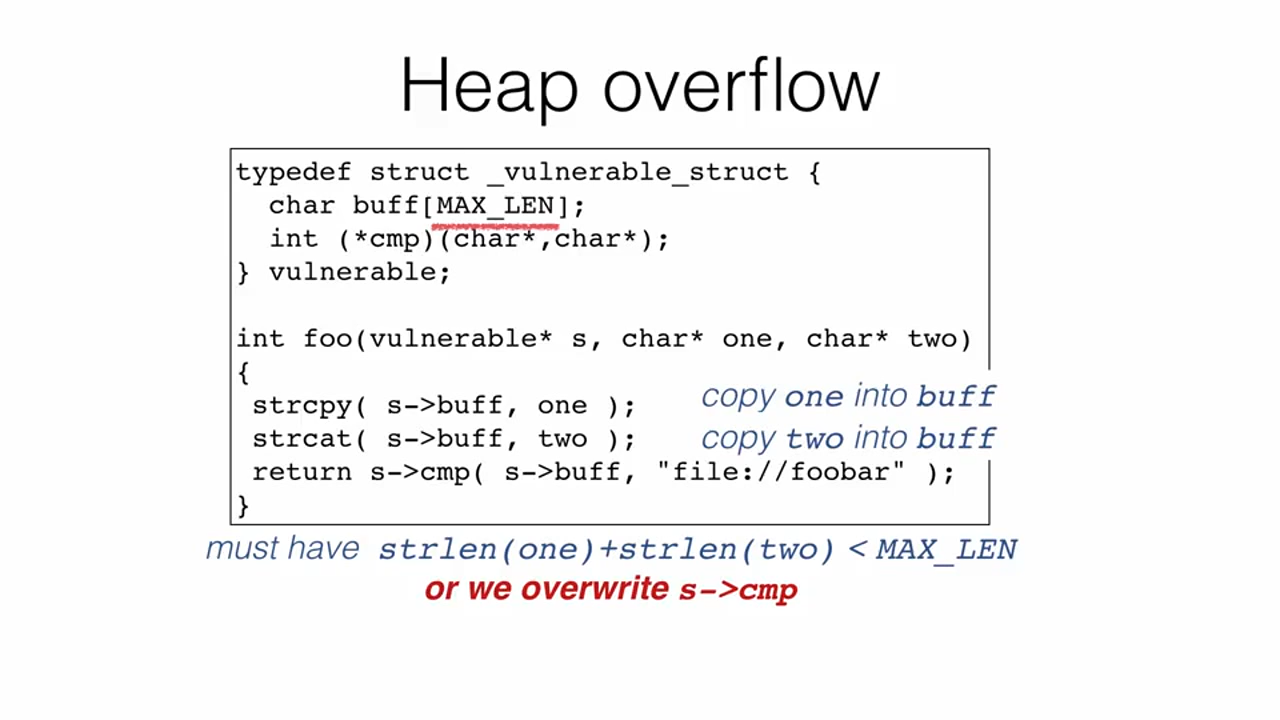 Heap overflow
typedef struct _vulnerable_struct {
  char buff[MAX_LEN];
  int (*cmp)(char*,char*);
} vulnerable;
int foo(vulnerable* s, char* one, char* two)
{
 strcpy( s->buff, one ); copy one into buff
 strcat( s->buff, two ); copy two into buff
 return s->cmp( s->buff, "file://foobar" );
}
must have strlen(one)+strlen(two) < MAX_LEN
or we overwrite s->cmp